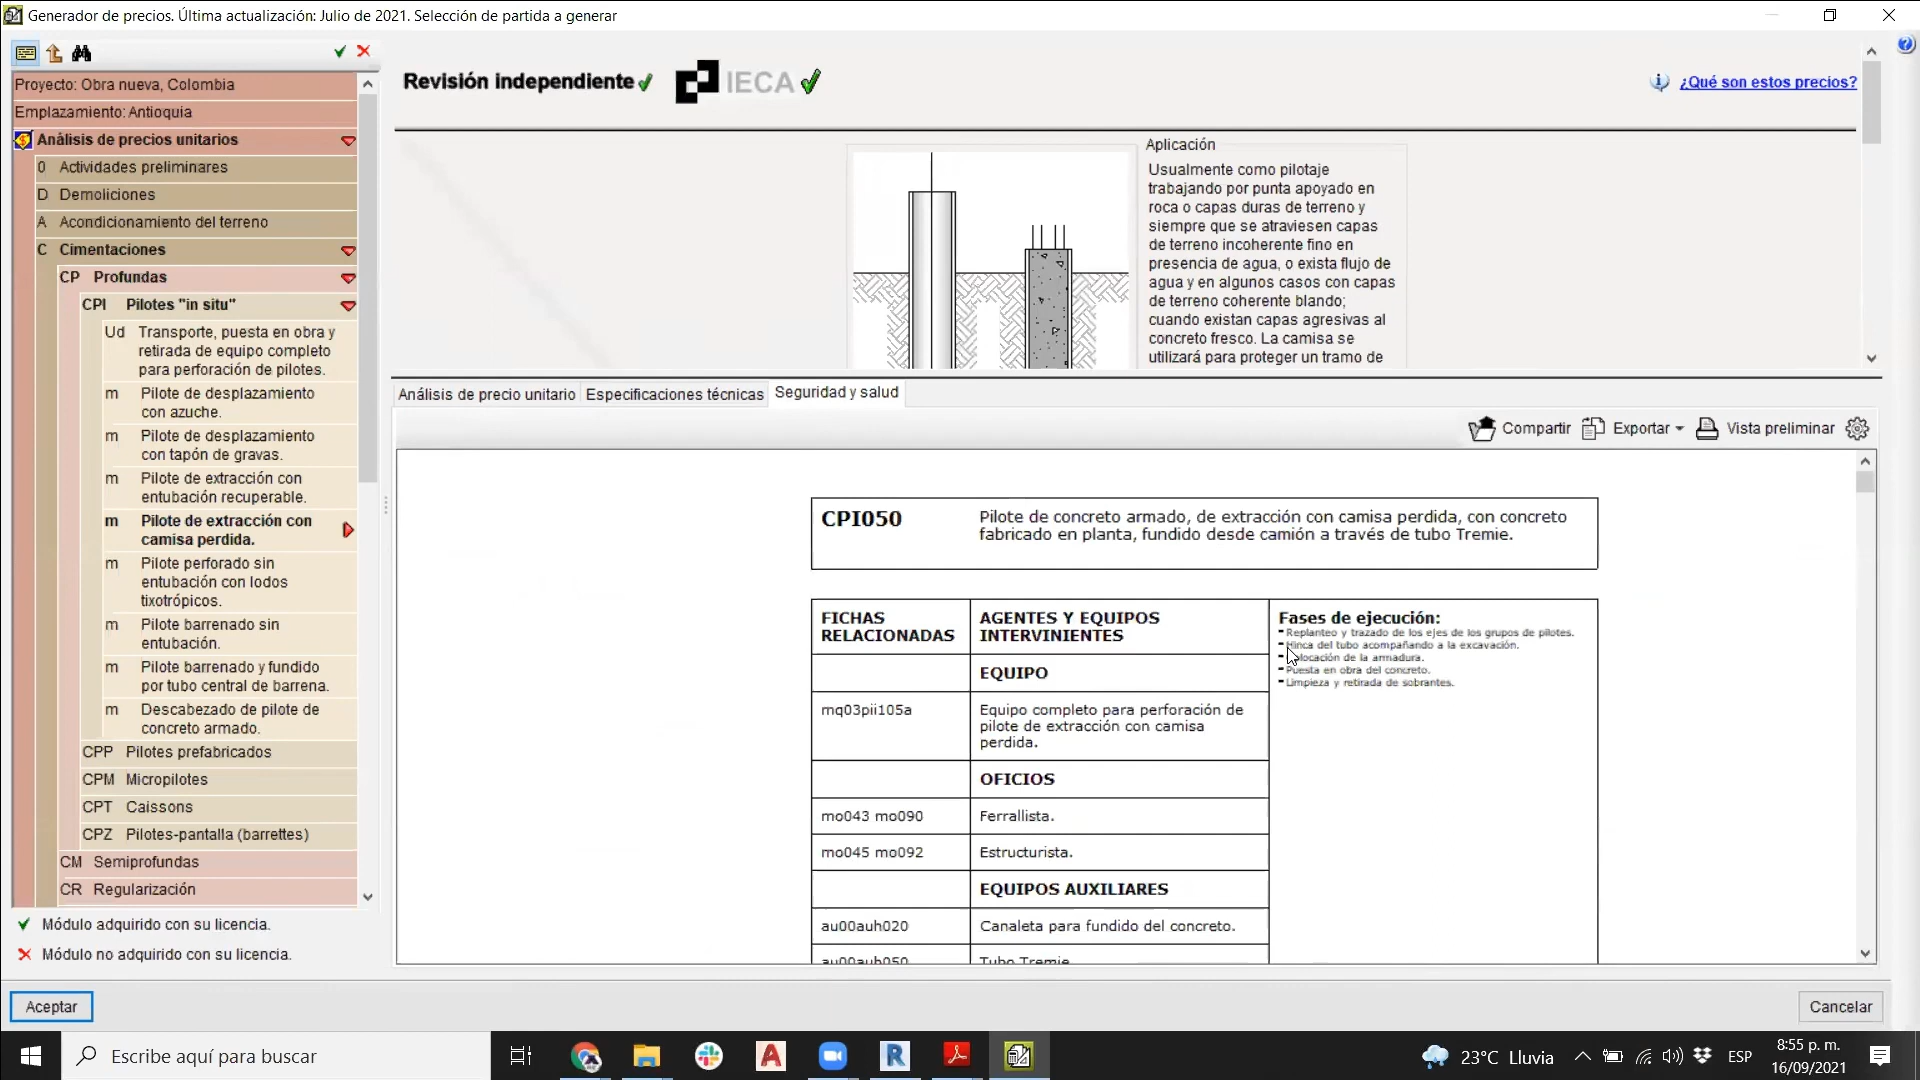 Generador de precios. Última actualización: Julio de 2021. Selección de partida a generar
Proyecto: Obra nueva, Colombia
Emplazamiento: Antioquia
Análisis de precios unitarios
0 Actividades preliminares
D Demoliciones
A Acondicionamiento del terreno
C Cimentaciones
CP Profundas
CPI Pilotes "in situ"
Ud Transporte, puesta en obra y
retirada de equipo completo
para perforación de pilotes.
m Pilote de desplazamiento
con azuche.
m Pilote de desplazamiento
con tapón de gravas.
m Pilote de extracción con
entubación recuperable.
m Pilote de extracción con
camisa perdida.
m Pilote perforado sin
entubación con lodos
tixotrópicos.
m Pilote barrenado sin
entubación.
m Pilote barrenado y fundido
por tubo central de barrena.
m Descabezado de pilote de
concreto armado.
CPP Pilotes prefabricados
CPM Micropilotes
CPT Caissons
CPZ Pilotes-pantalla (barrettes)
CM Semiprofundas
CR Regularización
Módulo adquirido con su licencia.
Módulo no adquirido con su licencia.
Aceptar
Revisión independiente
IECA
¿Qué son estos precios?
Aplicación
Usualmente como pilotaje
trabajando por punta apoyado en
roca o capas duras de terreno y
siempre que se atraviesen capas
de terreno incoherente fino en
presencia de agua, o exista flujo de
agua y en algunos casos con capas
de terreno coherente blando;
cuando existan capas agresivas al
concreto fresco. La camisa se
utilizará para proteger un tramo de
Análisis de precio unitario Especificaciones técnicas Seguridad y salud
Compartir Exportar Vista preliminar
CPI050 Pilote de concreto armado, de extracción con camisa perdida, con concreto
fabricado en planta, fundido desde camión a través de tubo Tremie.
FICHAS
RELACIONADAS
AGENTES Y EQUIPOS
INTERVINIENTES
Fases de ejecución:
Replanteo y trazado de los ejes de los grupos de pilotes.
Hinca del tubo acompañando a la excavación.
Colocación de la armadura.
Puesta en obra del concreto.
Limpieza y retirada de sobrantes.
EQUIPO
mq03pii105a Equipo completo para perforación de
pilote de extracción con camisa
perdida.
OFICIOS
mo043 mo090 Ferrallista.
mo045 mo092 Estructurista.
EQUIPOS AUXILIARES
au00auh020 Canaleta para fundido del concreto.
au00auh050 Tubo Tremie
Cancelar
Escribe aquí para buscar
23°C Lluvia
ESP
8:55 p. m.
16/09/2021